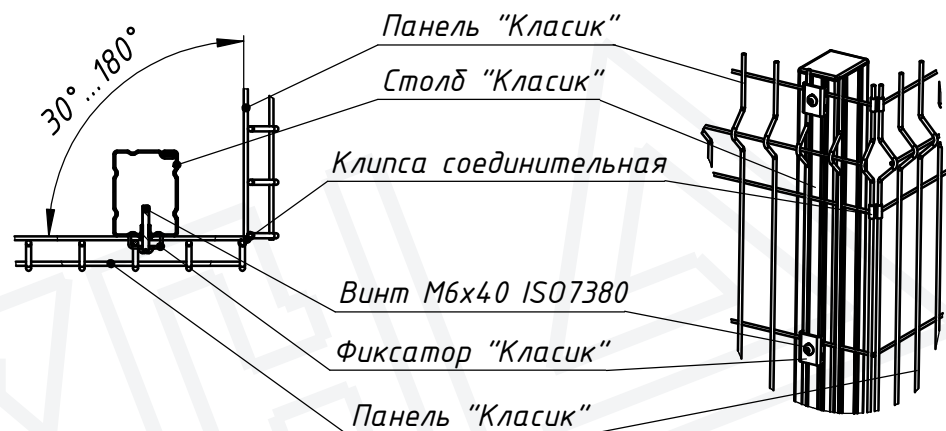 Панель "Класик"
Столб "Класик"
30° ... 180°
Клипса соединительная
Винт М6х40 ISO7380
Фиксатор "Класик"
Панель "Класик"